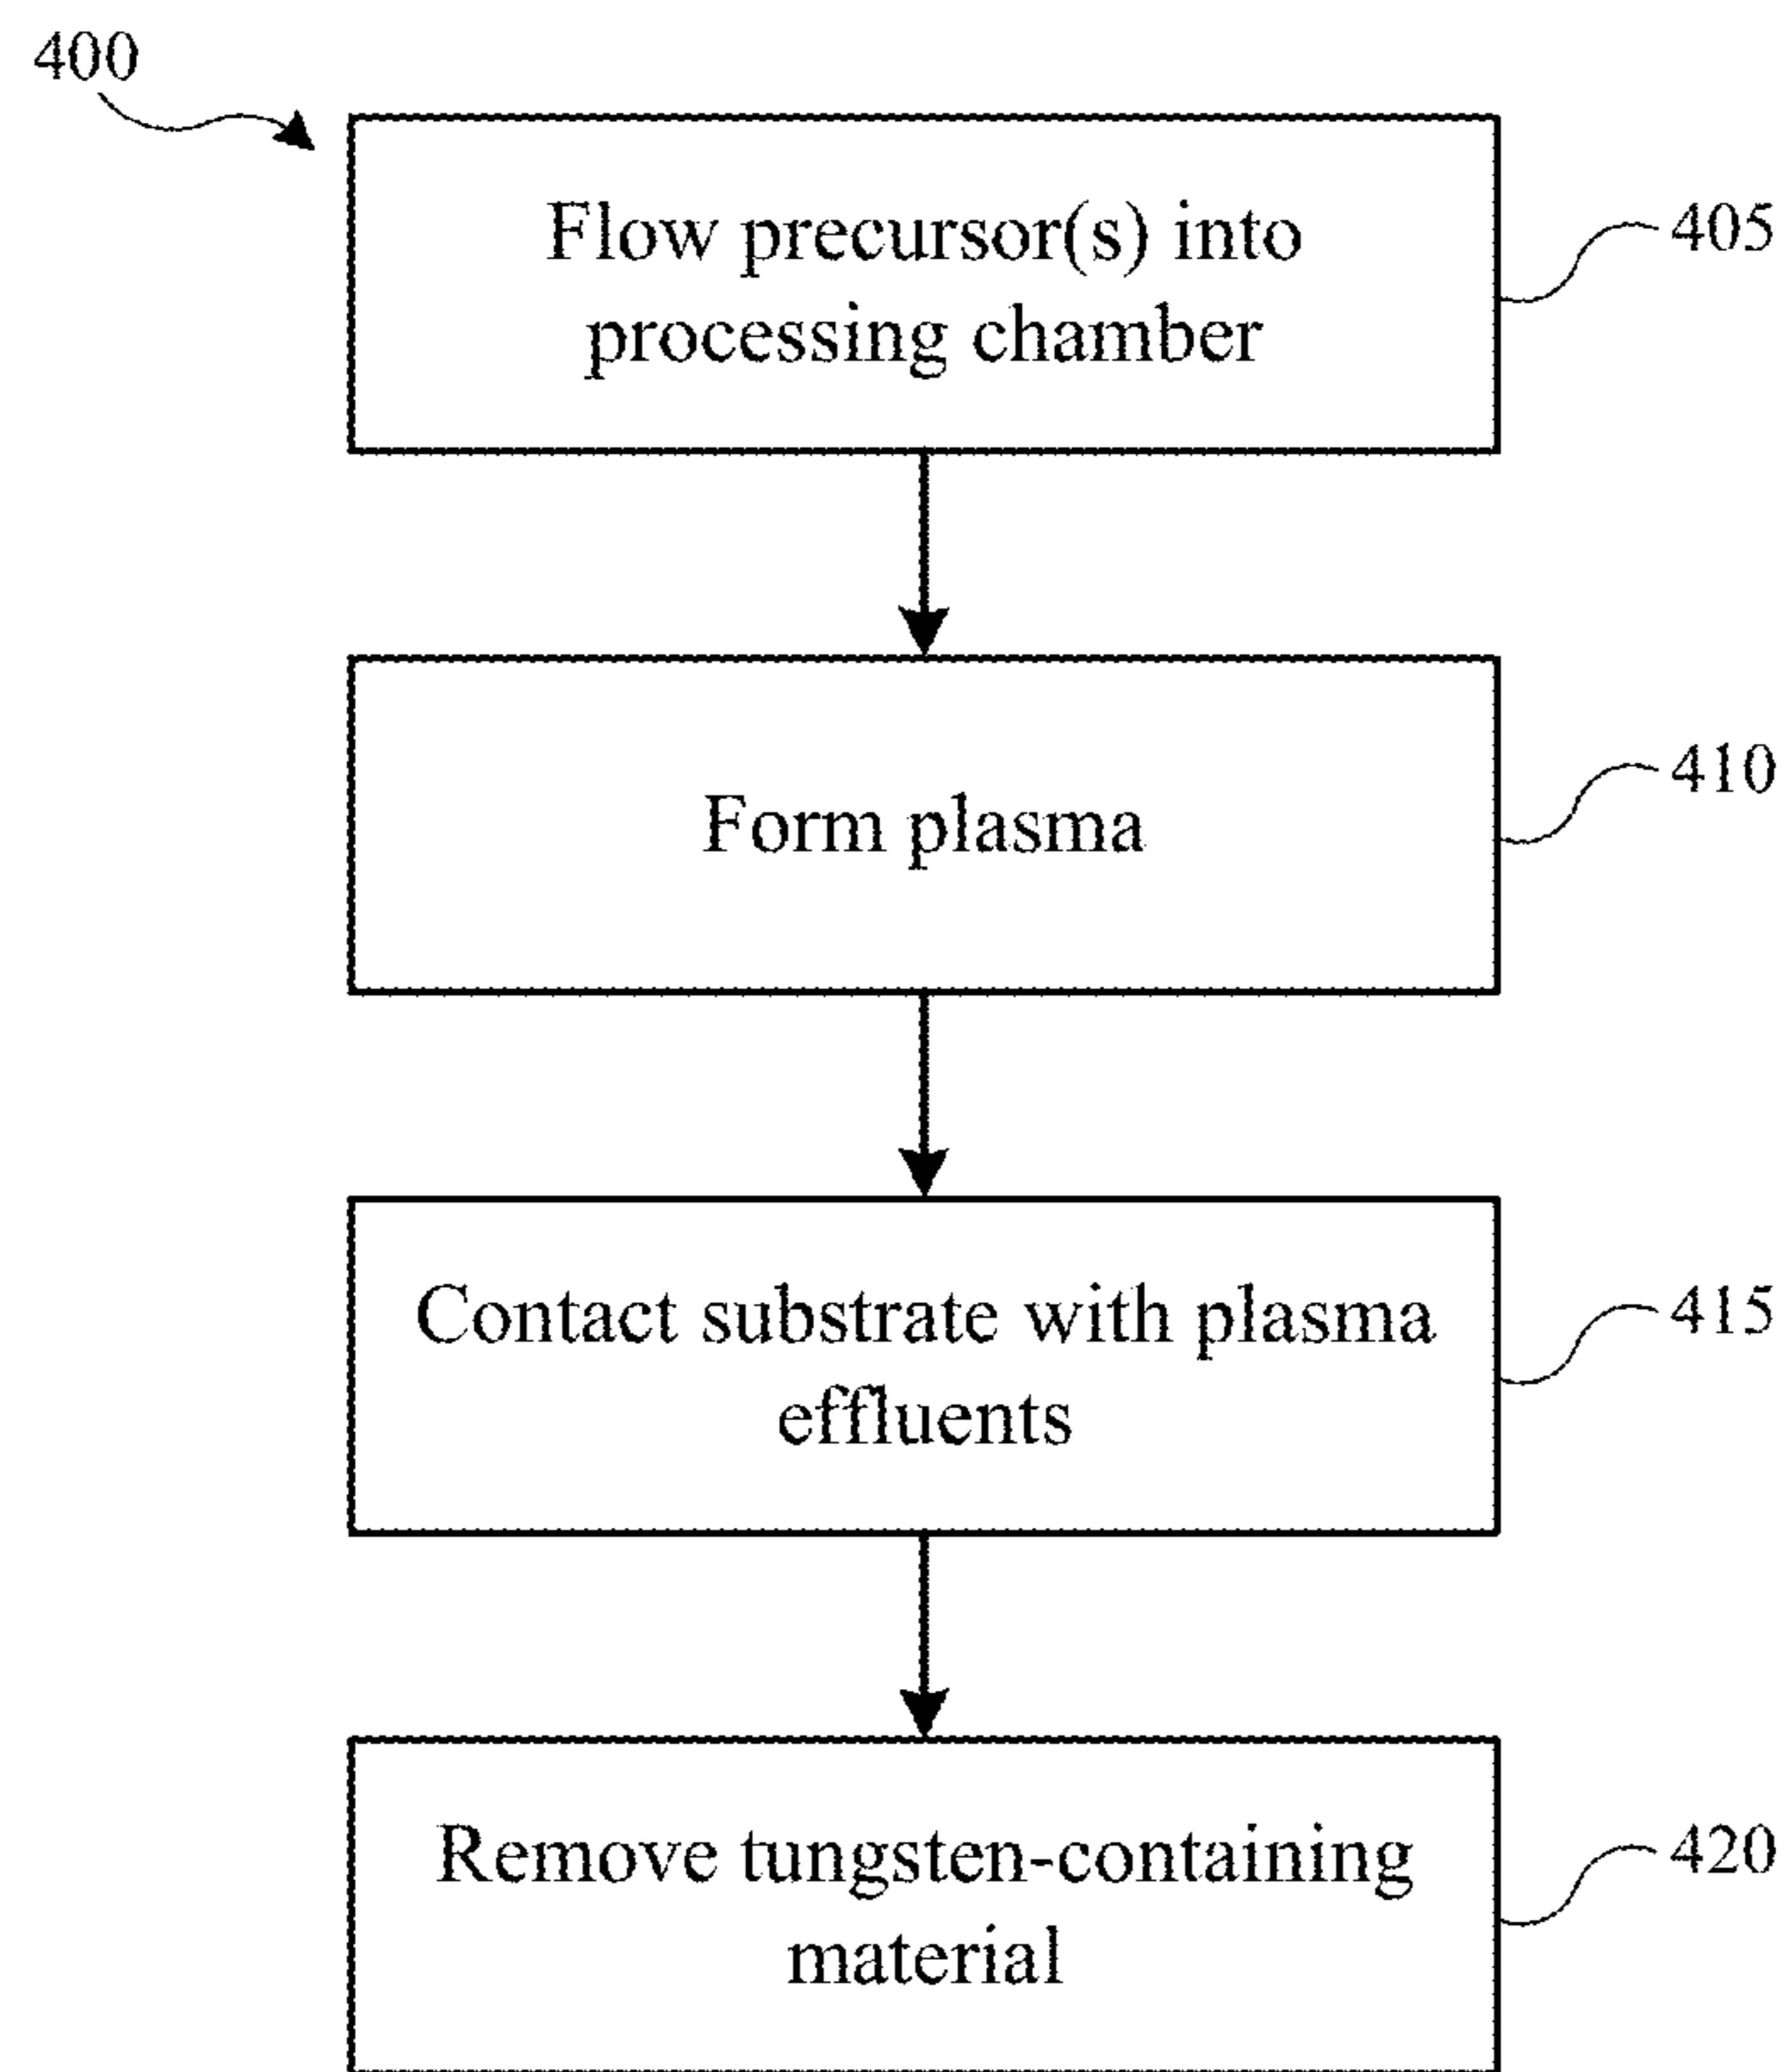 400
Flow precursor(s) into
processing chamber
405
Form plasma
410
Contact substrate with plasma
effluents
415
Remove tungsten-containing
material
420